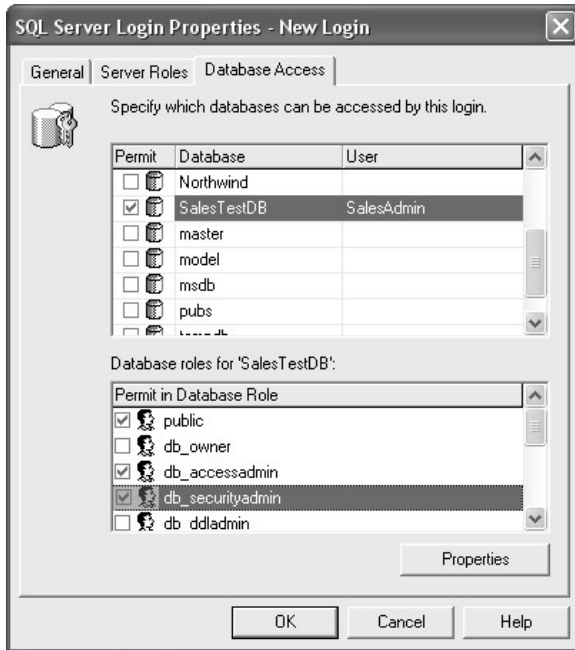 SQL Server Login Properties - New Login
General Server Roles Database Access
Specify which databases can be accessed by this login.
Permit Database User
Northwind
SalesTestDB SalesAdmin
master
model
msdb
pubs
tempdb
Database roles for 'SalesTestDB':
Permit in Database Role
public
db_owner
db_accessadmin
db_securityadmin
db_ddladmin
Properties
OK Cancel Help